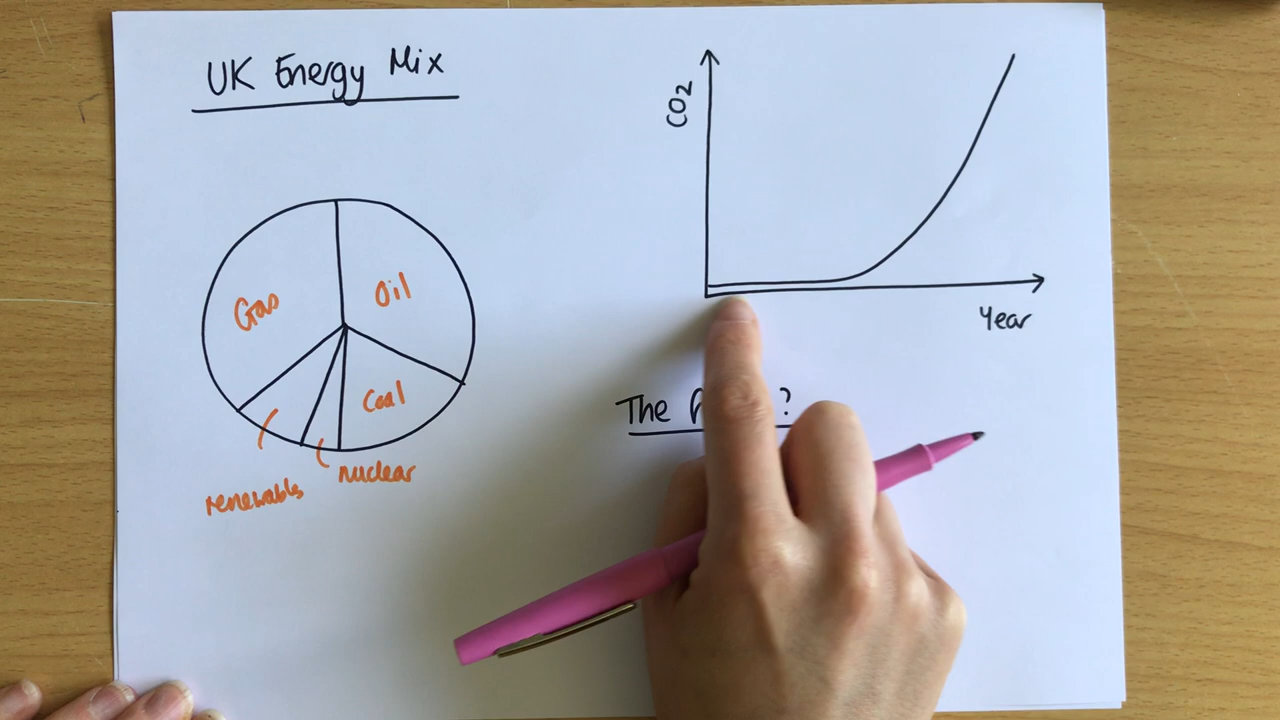 UK Energy Mix
Gas
Oil
Coal
renewables
nuclear
CO2
Year
The ?